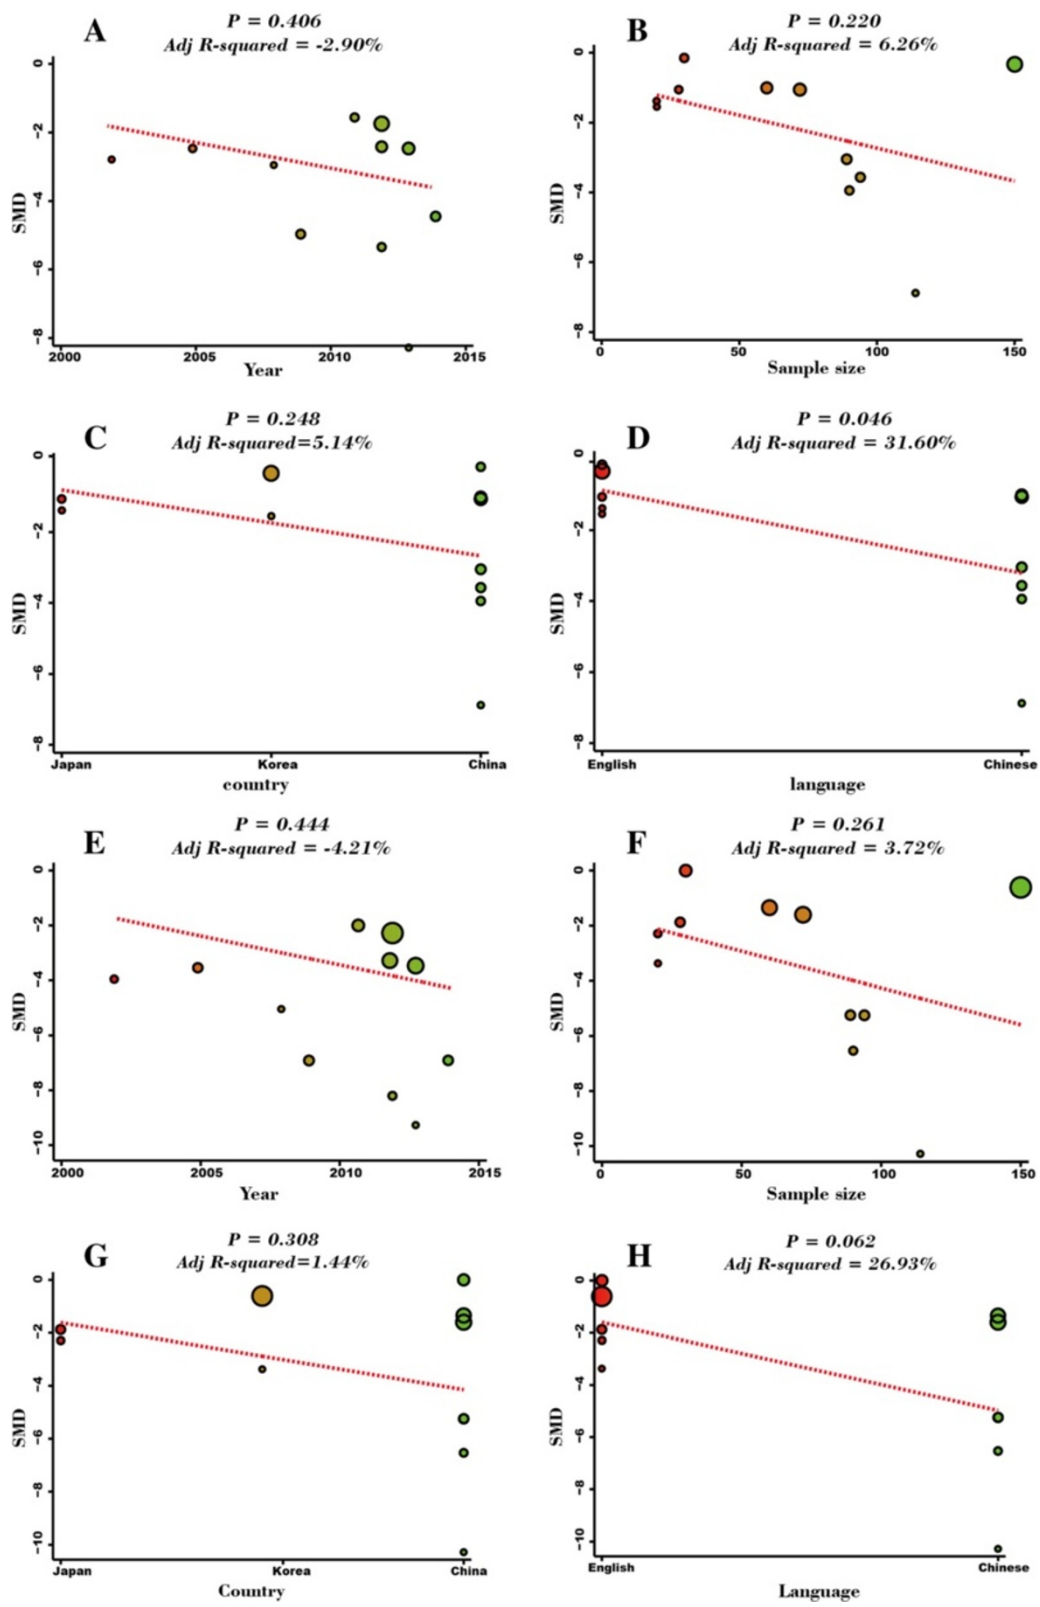 A
P = 0.406
Adj R-squared = -2.90%
0
-2
-4
-6
-8
SMD
2000
2005
2010
2015
Year
B
P = 0.220
Adj R-squared = 6.26%
0
-2
-4
-6
-8
SMD
0
50
100
150
Sample size
C
P = 0.248
Adj R-squared=5.14%
0
-2
-4
-6
-8
SMD
Japan
Korea
China
country
D
P = 0.046
Adj R-squared = 31.60%
0
-2
-4
-6
-8
SMD
English
Chinese
language
E
P = 0.444
Adj R-squared = -4.21%
0
-2
-4
-6
-8
-10
SMD
2000
2005
2010
2015
Year
F
P = 0.261
Adj R-squared = 3.72%
0
-2
-4
-6
-8
-10
SMD
0
50
100
150
Sample size
G
P = 0.308
Adj R-squared=1.44%
0
-2
-4
-6
-8
-10
SMD
Japan
Korea
China
Country
H
P = 0.062
Adj R-squared = 26.93%
0
-2
-4
-6
-8
-10
SMD
English
Chinese
Language